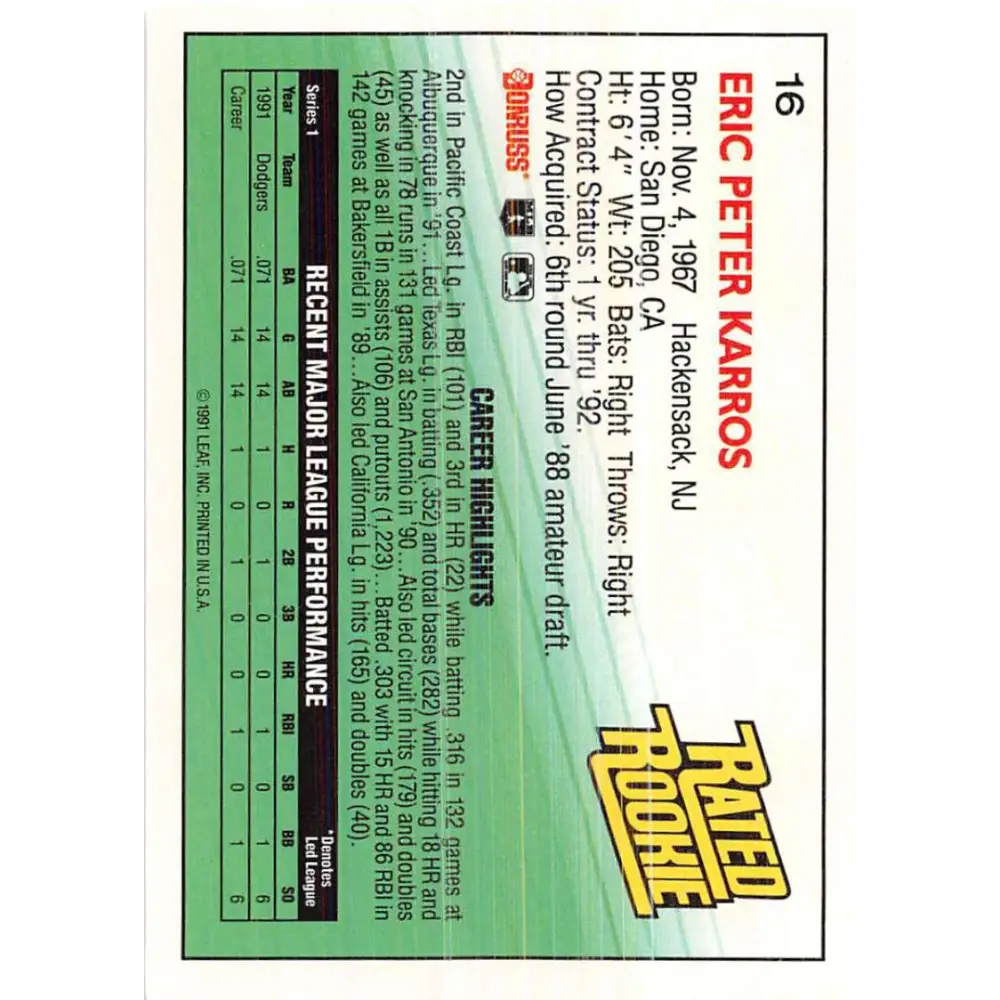 16
ERIC PETER KARROS
Born: Nov. 4, 1967 Hackensack, NJ
Home: San Diego, CA
Ht: 6'4" Wt: 205 Bats: Right Throws: Right
Contract Status: 1 yr. thru '92.
How Acquired: 6th round June '88 amateur draft.
RATED
ROOKIE
DONRUSS®
CAREER HIGHLIGHTS
2nd in Pacific Coast Lg. in RBI (101) and 3rd in HR (22) while batting .316 in 132 games at
Albuquerque in '91...Led Texas Lg. in batting (.352) and total bases (282) while hitting 18 HR and
knocking in 78 runs in 131 games at San Antonio in '90...Also led circuit in hits (179) and doubles
(45) as well as all 1B in assists (106) and putouts (1,223)...Batted .303 with 15 HR and 86 RBI in
142 games at Bakersfield in '89...Also led California Lg. in hits (165) and doubles (40).
Series 1 RECENT MAJOR LEAGUE PERFORMANCE *Denotes
Led League
Year Team BA G AB H R 2B 3B HR RBI SB BB SO
1991 Dodgers .071 14 14 1 0 1 0 0 1 0 1 6
Career .071 14 14 1 0 1 0 0 1 0 1 6
© 1991 LEAF, INC. PRINTED IN U.S.A.